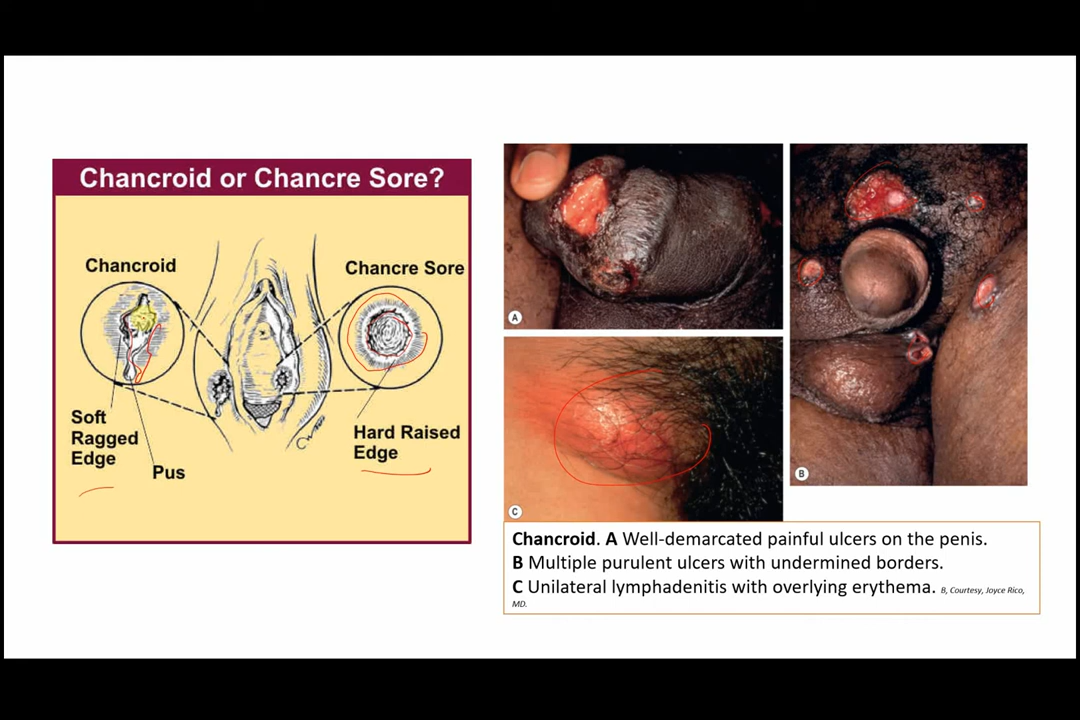 Chancroid or Chancre Sore?
Chancroid
Chancre Sore
Soft
Ragged
Edge
Pus
Hard Raised
Edge
A
B
C
Chancroid. A Well-demarcated painful ulcers on the penis.
B Multiple purulent ulcers with undermined borders.
C Unilateral lymphadenitis with overlying erythema. B, Courtesy, Joyce Rico,
MD.